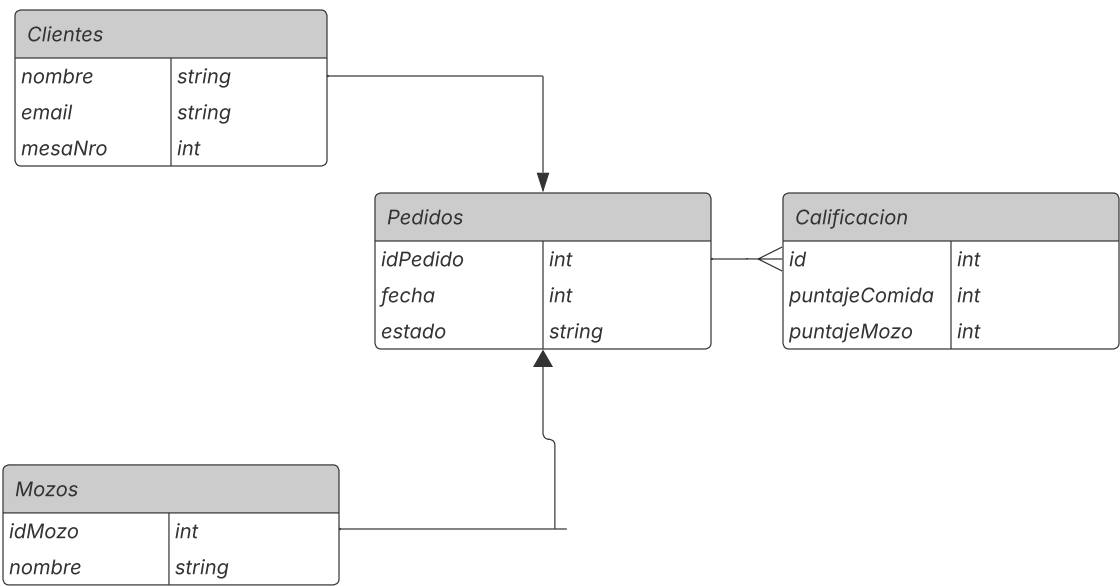 Clientes
nombre string
email string
mesaNro int
Pedidos
idPedido int
fecha int
estado string
Calificacion
id int
puntajeComida int
puntajeMozo int
Mozos
idMozo int
nombre string